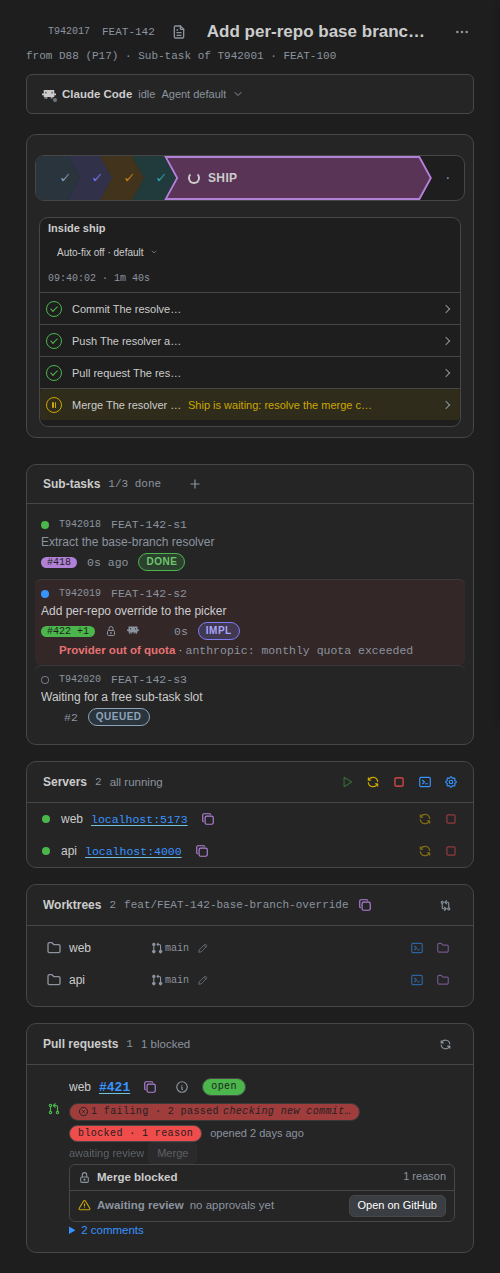 T942017 FEAT-142 Add per-repo base branc…
from D88 (P17) · Sub-task of T942001 · FEAT-100
Claude Code idle Agent default
SHIP
Inside ship
Auto-fix off · default
09:40:02 · 1m 40s
Commit The resolve…
Push The resolver a…
Pull request The res…
Merge The resolver … Ship is waiting: resolve the merge c…
Sub-tasks 1/3 done
T942018 FEAT-142-s1
Extract the base-branch resolver
#418 0s ago DONE
T942019 FEAT-142-s2
Add per-repo override to the picker
#422 +1 0s IMPL
Provider out of quota · anthropic: monthly quota exceeded
T942020 FEAT-142-s3
Waiting for a free sub-task slot
#2 QUEUED
Servers 2 all running
web localhost:5173
api localhost:4000
Worktrees 2 feat/FEAT-142-base-branch-override
web main
api main
Pull requests 1 1 blocked
web #421 open
1 failing · 2 passed checking new commit…
blocked · 1 reason opened 2 days ago
awaiting review Merge
Merge blocked 1 reason
Awaiting review no approvals yet Open on GitHub
2 comments